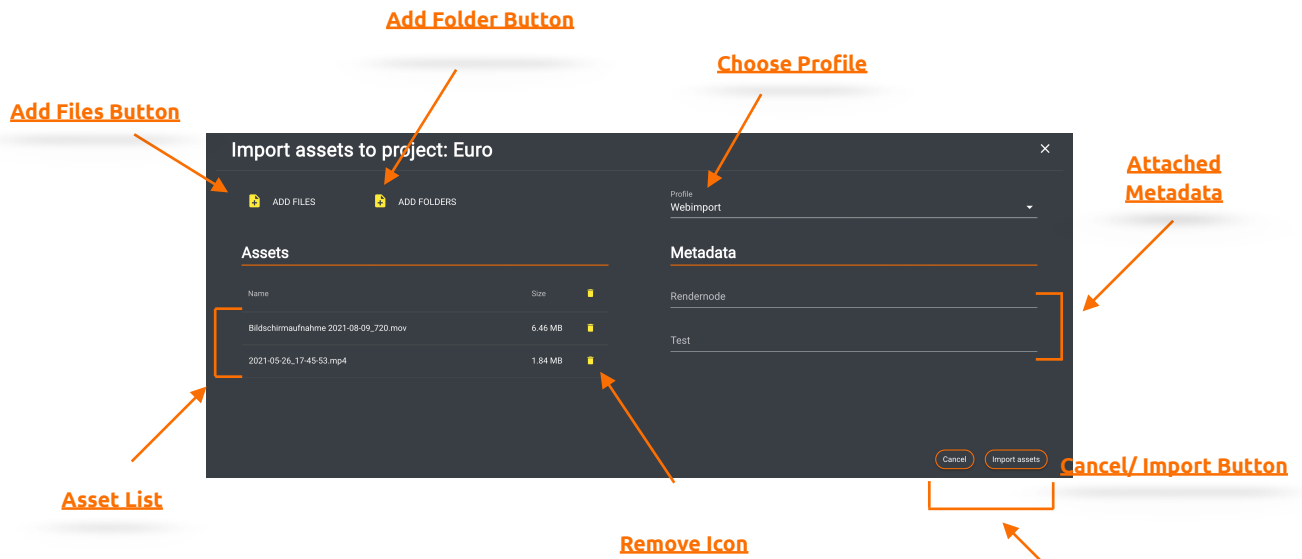 Add Folder Button
Choose Profile
Add Files Button
Import assets to project: Euro
Attached
Metadata
ADD FILES
ADD FOLDERS
Profile
Webimport
Assets
Metadata
Name
Size
Rendernode
Bildschirmaufnahme 2021-08-09_720.mov
6.46 MB
Test
2021-05-26_17-45-53.mp4
1.84 MB
Cancel
Import assets
Cancel/ Import Button
Asset List
Remove Icon